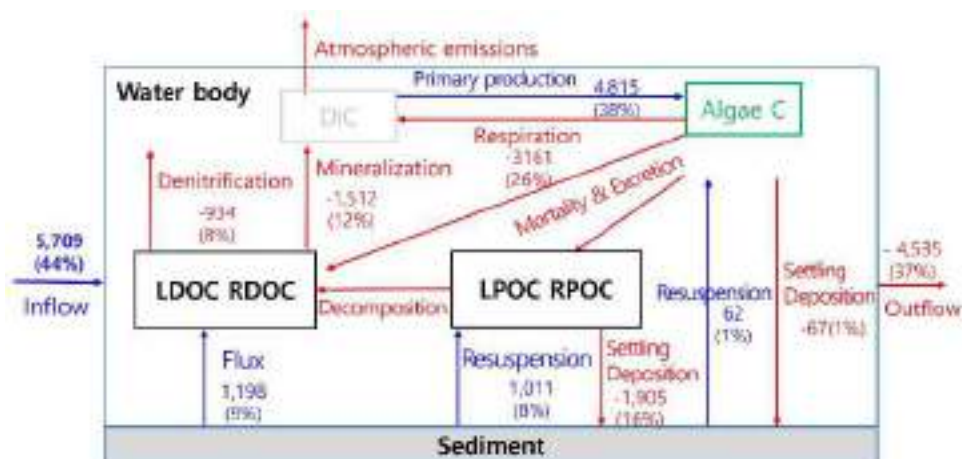 Atmospheric emissions
Water body
Primary production
4,815
(38%)
DIC
Algae C
Respiration
-3161
(26%)
Denitrification
-934
(8%)
Mineralization
-1,512
(12%)
Mortality & Excretion
5,709
(44%)
Inflow
LDOC RDOC
Decomposition
LPOC RPOC
Resuspension
62
(1%)
Settling
Deposition
-67(1%)
- 4,535
(37%)
Outflow
Flux
1,198
(9%)
Resuspension
1,011
(8%)
Settling
Deposition
-1,905
(16%)
Sediment